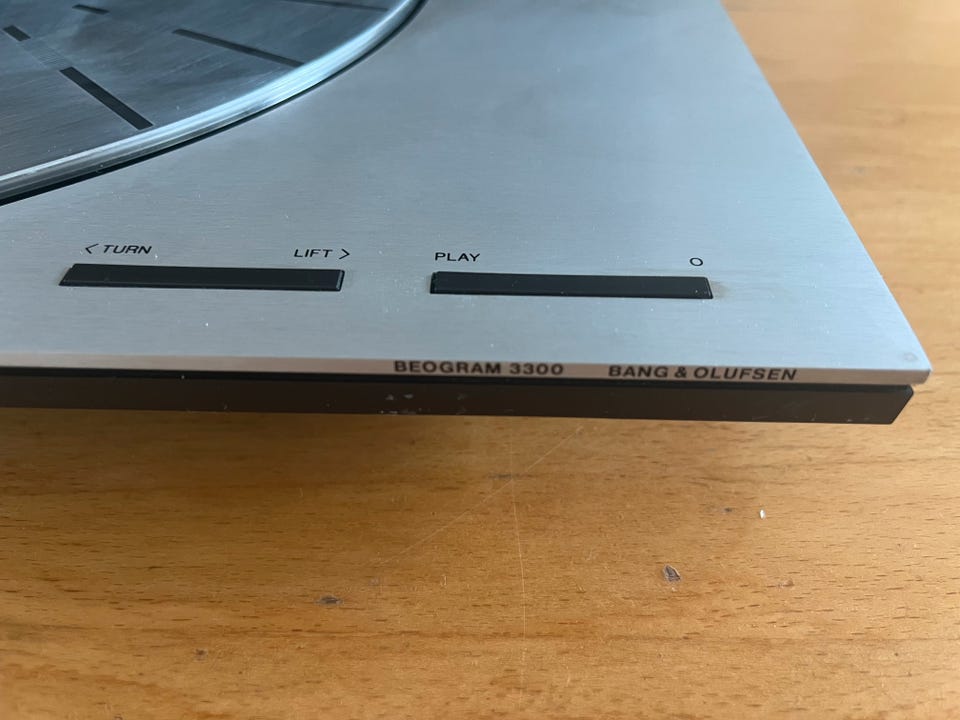 < TURN LIFT > PLAY O
BEOGRAM 3300 BANG & OLUFSEN